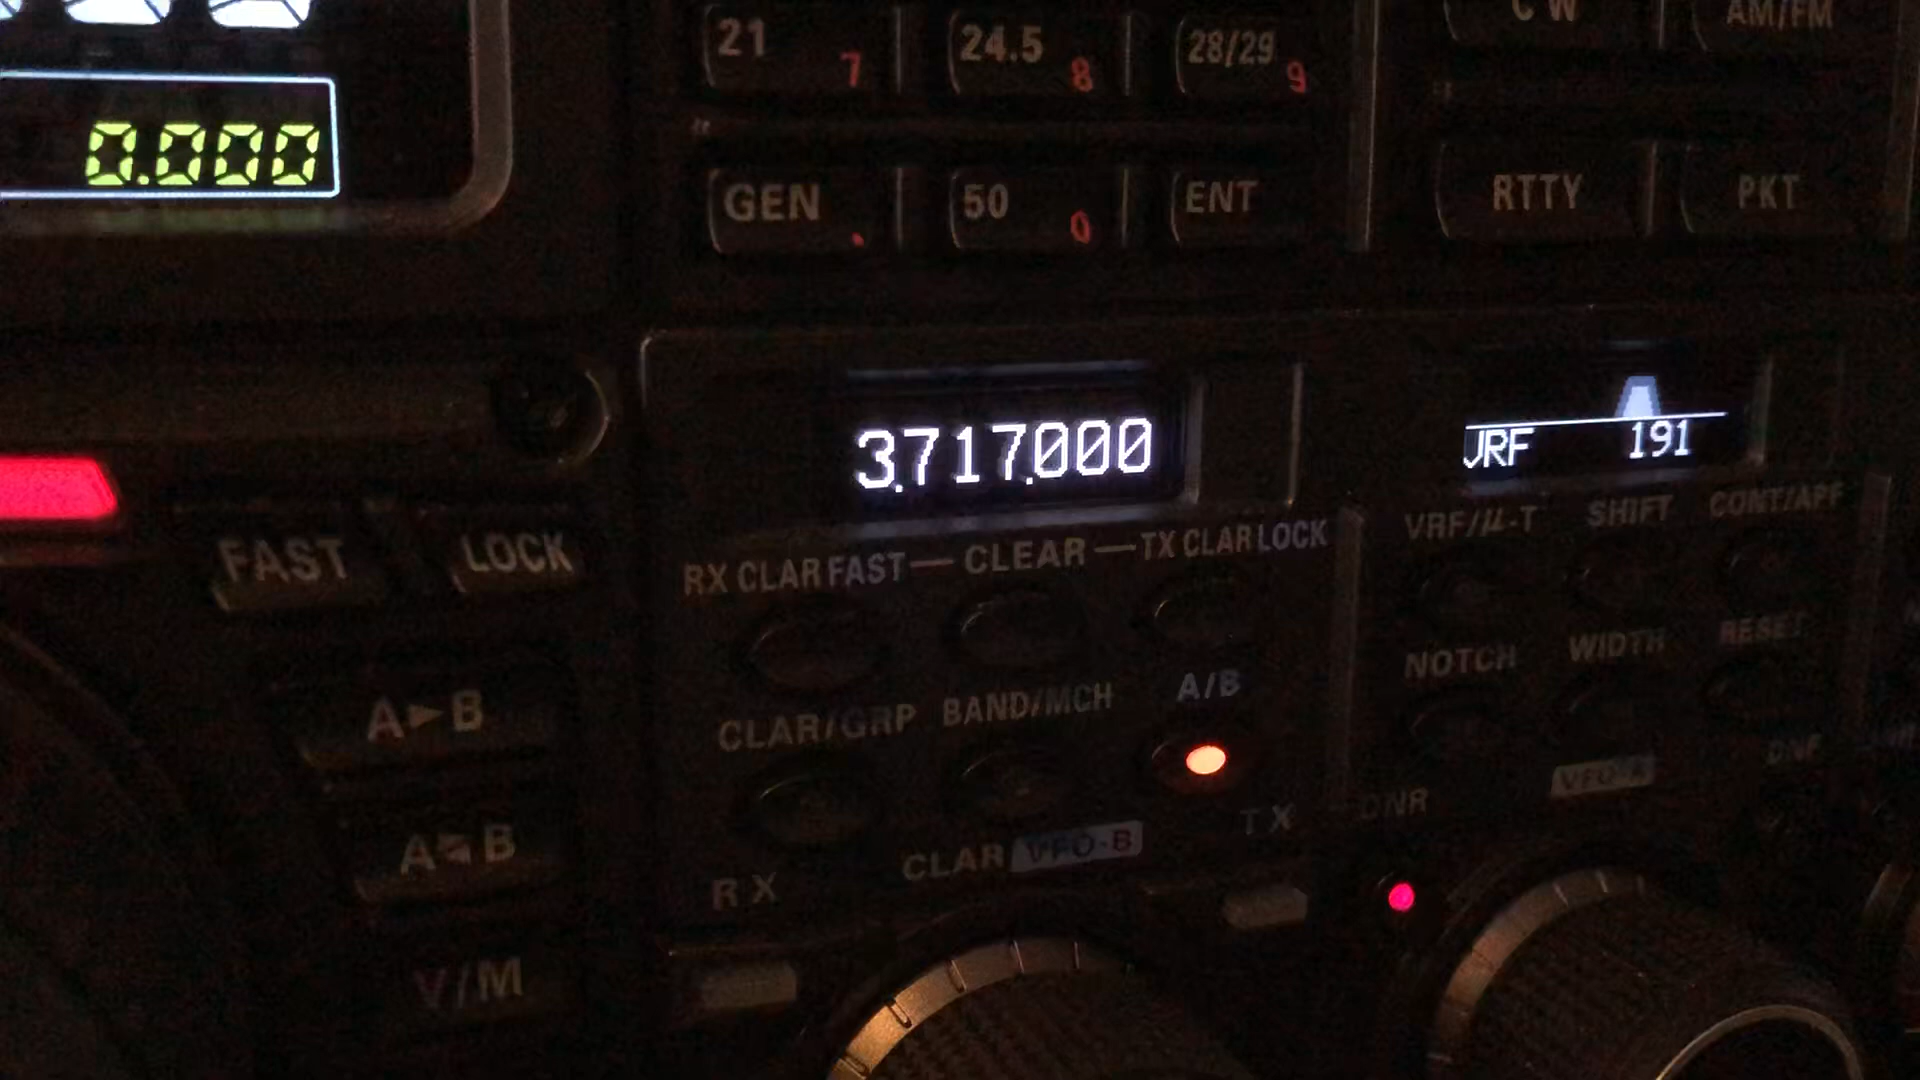 CW AM/FM
21 7 24.5 8 28/29 9
0.000
GEN . 50 0 ENT RTTY PKT
3.717.000
VRF 191
FAST LOCK
RX CLAR FAST — CLEAR — TX CLAR LOCK
VRF/μ-T SHIFT CONT/APF
A►B
CLAR/GRP BAND/MCH A/B
NOTCH WIDTH RESET
A◄B
RX CLAR VFO-B TX
DNR VFO-A DNF
V/M